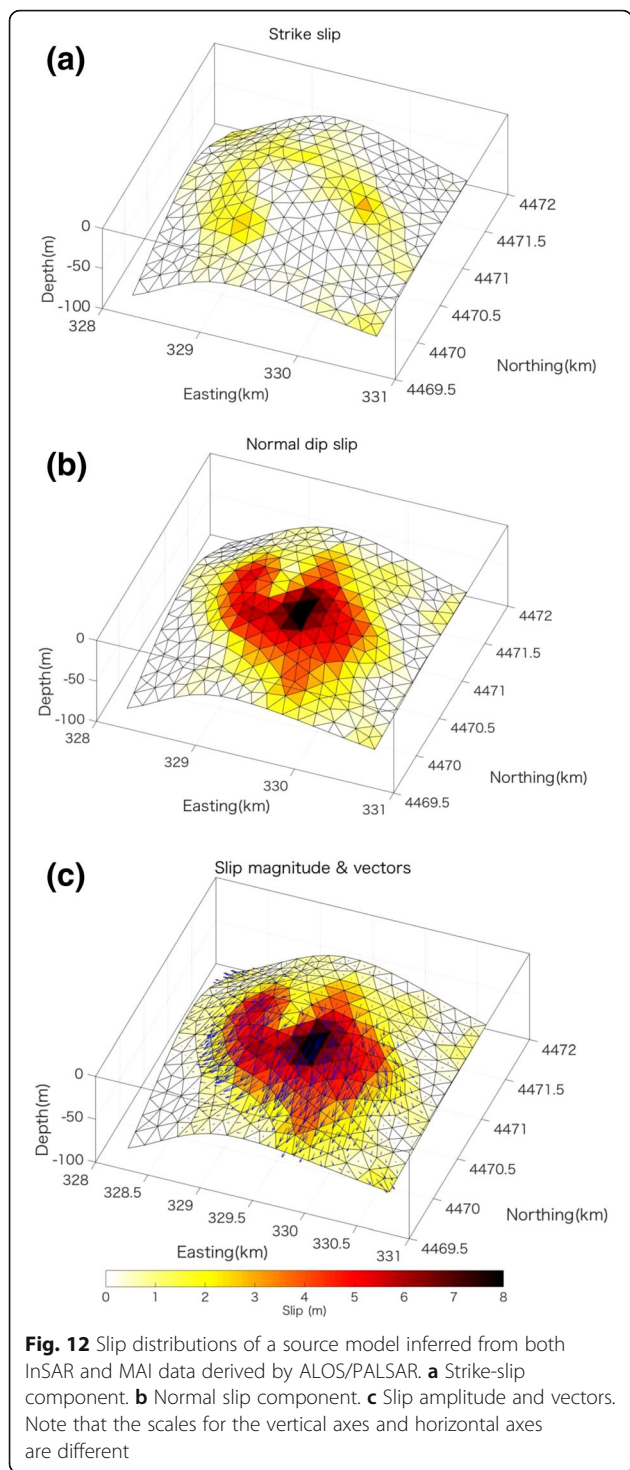 Strike slip
(a)
0
-50
-100
Depth(m)
328
329
330
331
Easting(km)
4472
4471.5
4471
4470.5
4470
4469.5
Northing(km)
Normal dip slip
(b)
0
-50
-100
Depth(m)
328
329
330
331
Easting(km)
4472
4471.5
4471
4470.5
4470
4469.5
Northing(km)
Slip magnitude & vectors
(c)
0
-50
-100
Depth(m)
328
328.5
329
329.5
330
330.5
331
Easting(km)
4472
4471.5
4471
4470.5
4470
4469.5
Northing(km)
0 1 2 3 4 5 6 7 8
Slip (m)
Fig. 12 Slip distributions of a source model inferred from both
InSAR and MAI data derived by ALOS/PALSAR. a Strike-slip
component. b Normal slip component. c Slip amplitude and vectors.
Note that the scales for the vertical axes and horizontal axes
are different